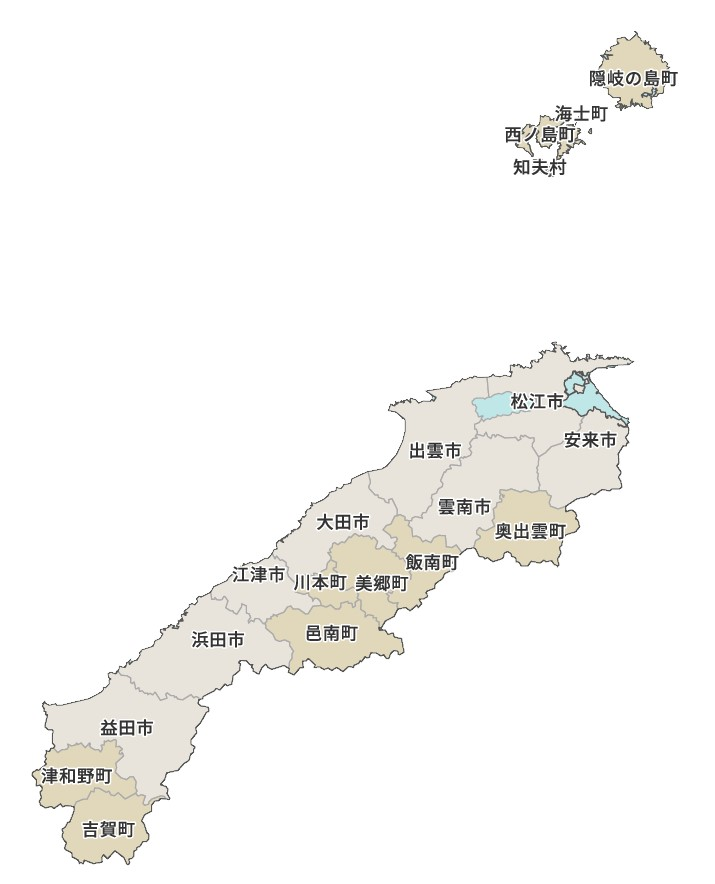 隠岐の島町
海士町
西ノ島町
知夫村
松江市
安来市
出雲市
雲南市
大田市
奥出雲町
飯南町
江津市
川本町
美郷町
邑南町
浜田市
益田市
津和野町
吉賀町